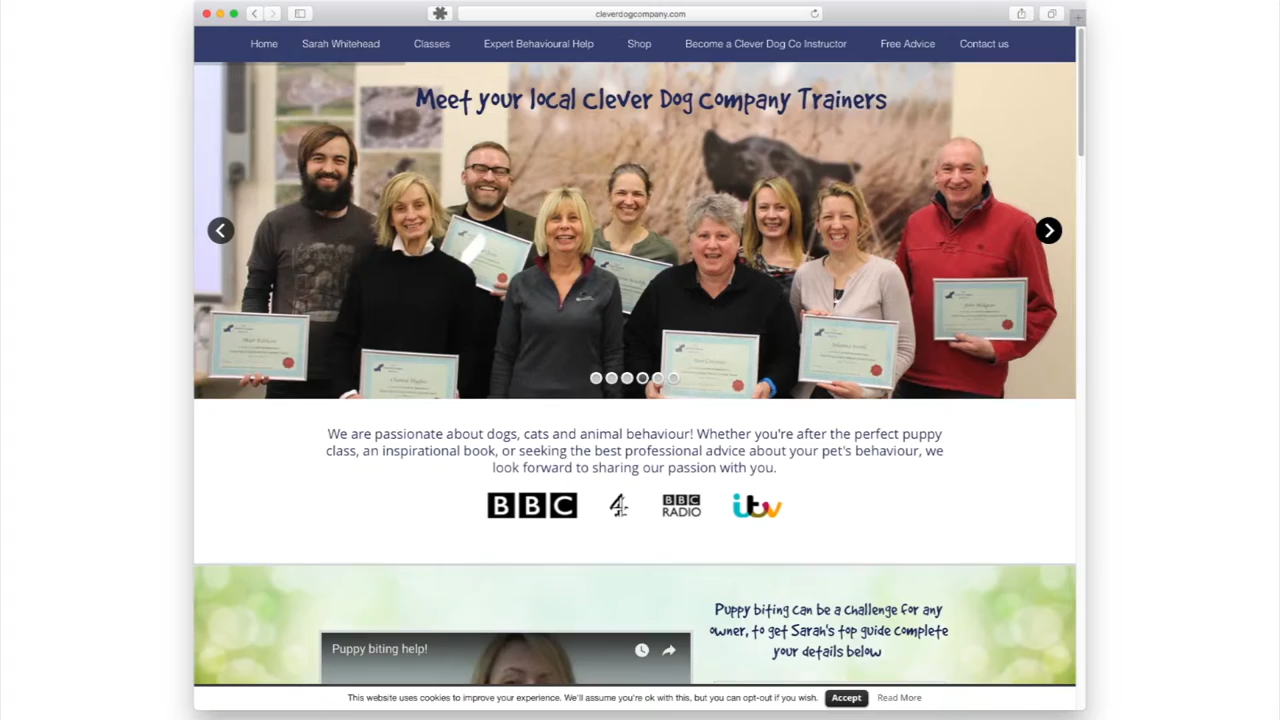 cleverdogcompany.com
Home Sarah Whitehead Classes Expert Behavioural Help Shop Become a Clever Dog Co Instructor Free Advice Contact us
Meet your local Clever Dog Company Trainers
We are passionate about dogs, cats and animal behaviour! Whether you're after the perfect puppy
class, an inspirational book, or seeking the best professional advice about your pet's behaviour, we
look forward to sharing our passion with you.
BBC 4 BBC RADIO itv
Puppy biting can be a challenge for any
owner, to get Sarah's top guide complete
your details below
Puppy biting help!
This website uses cookies to improve your experience. We'll assume you're ok with this, but you can opt-out if you wish. Accept Read More